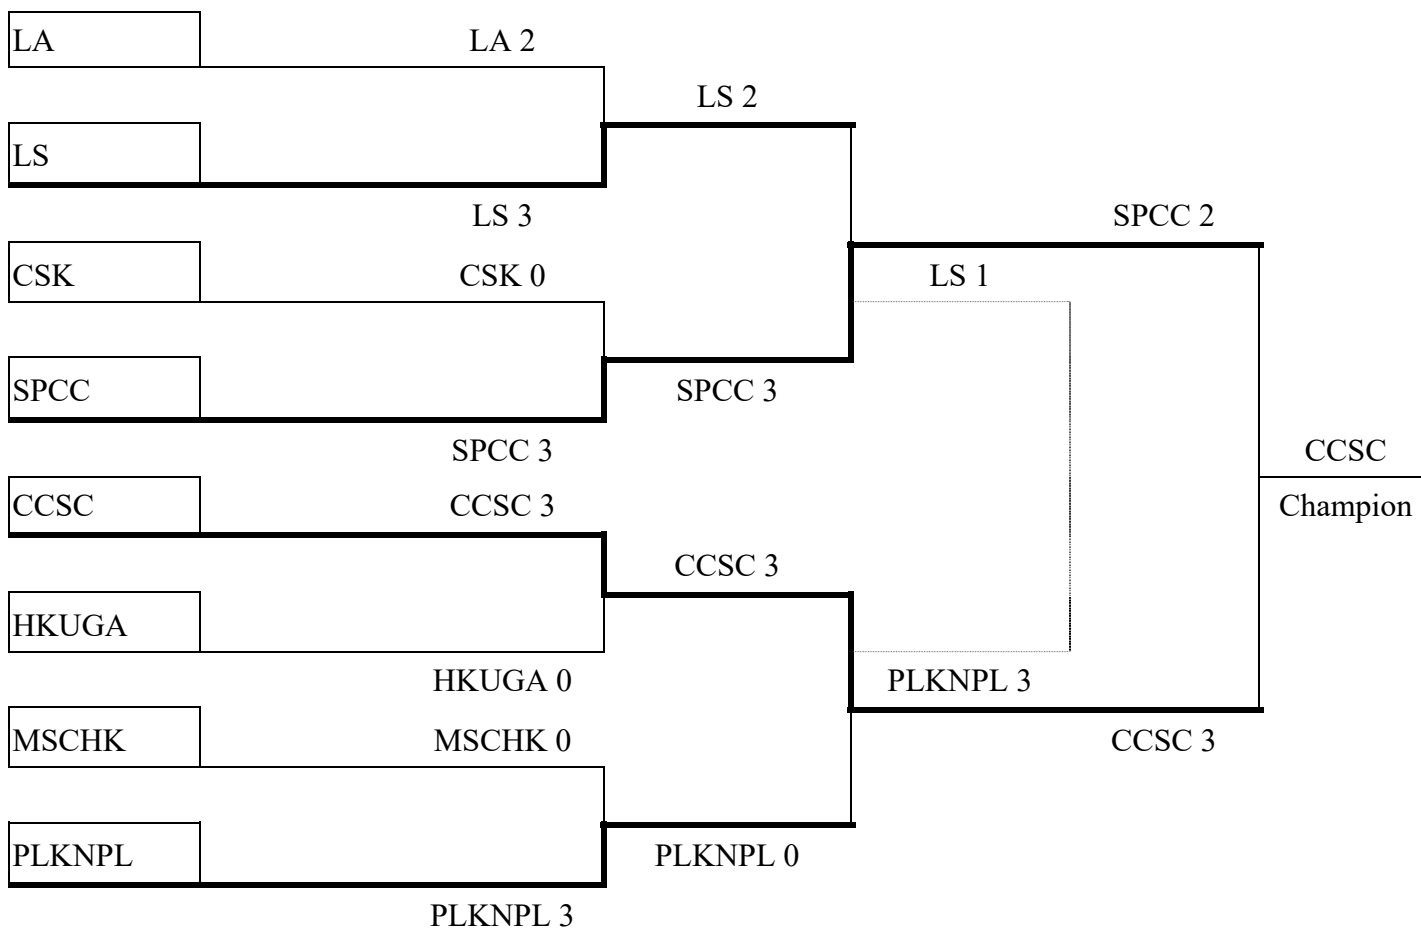 LA
LA 2
LS 2
LS
LS 3
SPCC 2
CSK
CSK 0
LS 1
SPCC
SPCC 3
SPCC 3
CCSC
CCSC
CCSC 3
Champion
CCSC 3
HKUGA
HKUGA 0
PLKNPL 3
MSCHK
MSCHK 0
CCSC 3
PLKNPL
PLKNPL 0
PLKNPL 3